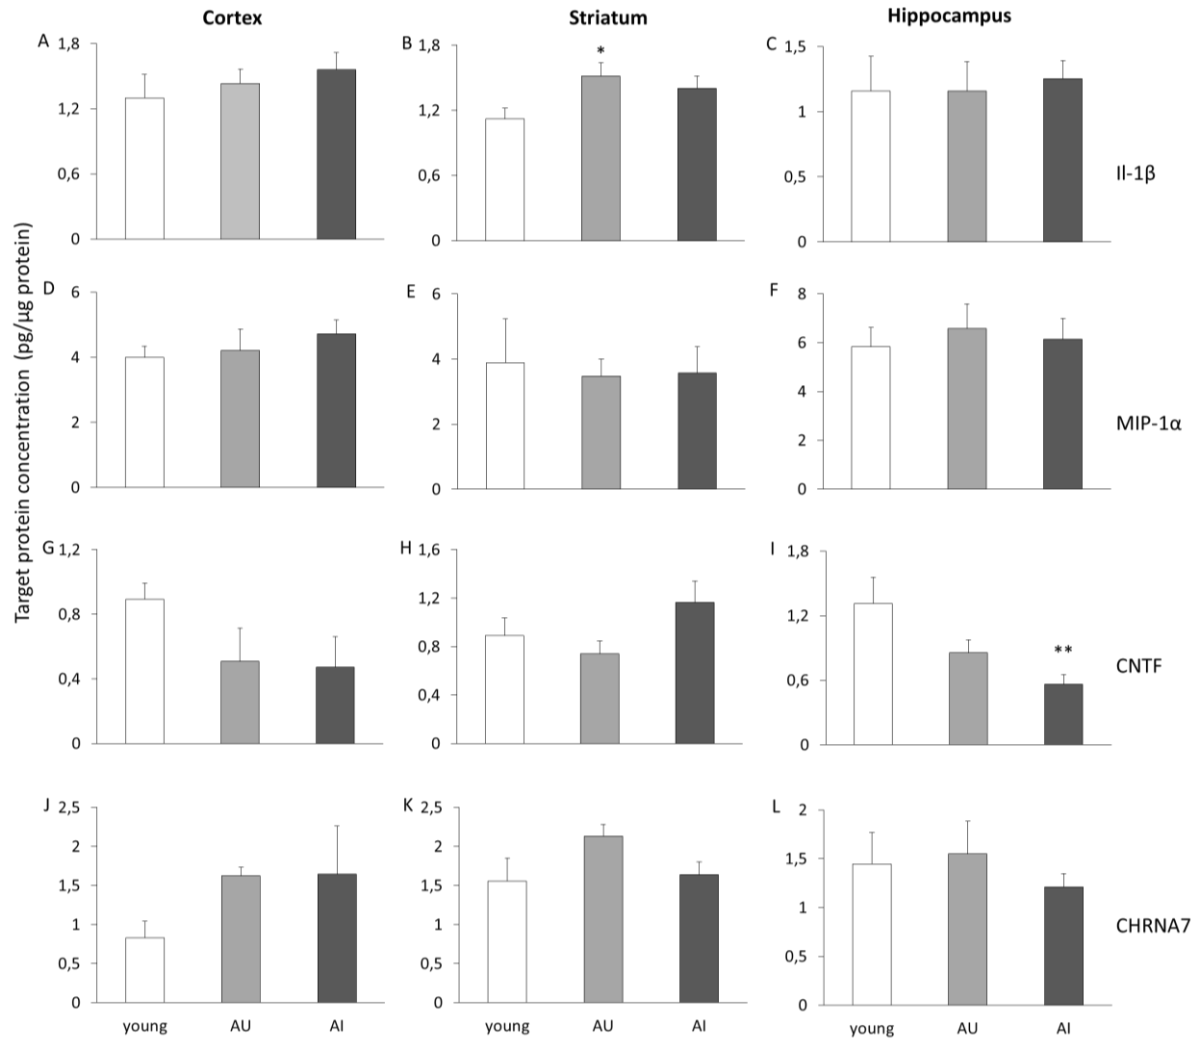 Cortex
Striatum
Hippocampus
Target protein concentration (pg/µg protein)
A
1,8
1,2
0,6
0
B
1,8
*
1,2
0,6
0
C
1,5
1
0,5
0
Il-1β
D
6
4
2
0
E
6
4
2
0
F
8
6
4
2
0
MIP-1α
G
1,2
0,8
0,4
0
H
1,6
1,2
0,8
0,4
0
I
1,8
1,2
**
0,6
0
CNTF
J
2,5
2
1,5
1
0,5
0
young AU AI
K
2,5
2
1,5
1
0,5
0
young AU AI
L
2
1,5
1
0,5
0
young AU AI
CHRNA7